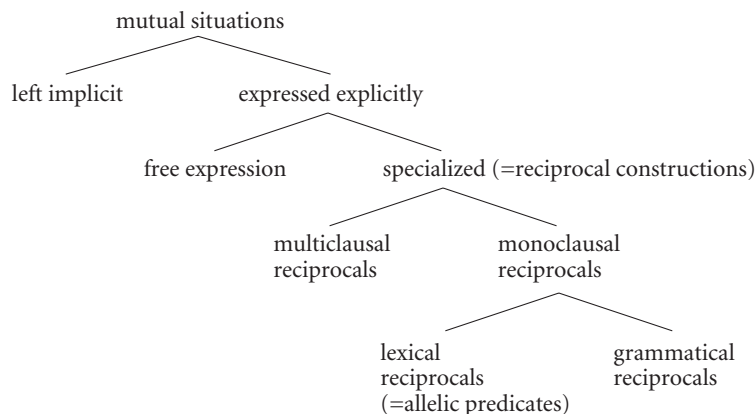 mutual situations
left implicit
expressed explicitly
free expression
specialized (=reciprocal constructions)
multiclausal
reciprocals
monoclausal
reciprocals
lexical
reciprocals
(=allelic predicates)
grammatical
reciprocals